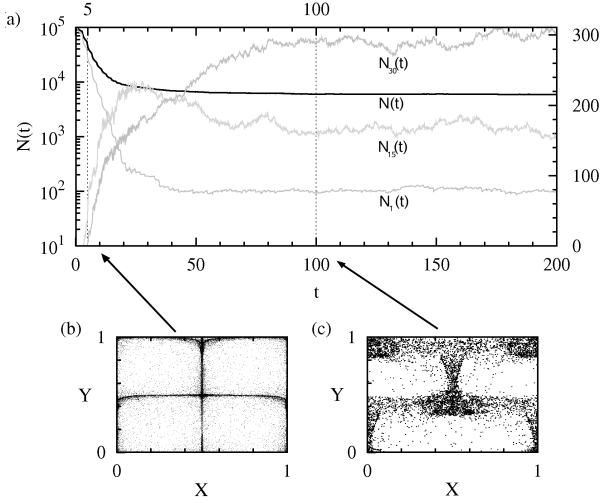 5 100
(a)
10^5 300
10^4 200
N(t) 10^3
10^2 100
10^1 0
N_30(t)
N(t)
N_15(t)
N_1(t)
0 50 100 150 200
t
(b) (c)
1 1
Y Y
0 0
0 1 0 1
X X